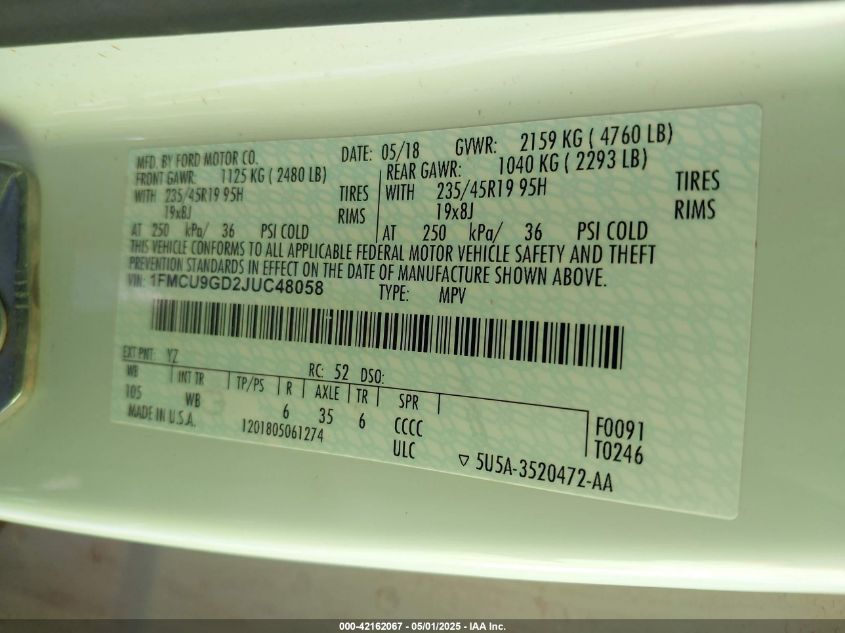 MFD. BY FORD MOTOR CO. DATE: 05/18 GVWR: 2159 KG ( 4760 LB)
FRONT GAWR: 1125 KG ( 2480 LB) REAR GAWR: 1040 KG ( 2293 LB)
WITH 235/45R19 95H TIRES WITH 235/45R19 95H TIRES
19x8J RIMS 19x8J RIMS
AT 250 kPa/ 36 PSI COLD AT 250 kPa/ 36 PSI COLD
THIS VEHICLE CONFORMS TO ALL APPLICABLE FEDERAL MOTOR VEHICLE SAFETY AND THEFT
PREVENTION STANDARDS IN EFFECT ON THE DATE OF MANUFACTURE SHOWN ABOVE.
VIN: 1FMCU9GD2JUC48058 TYPE: MPV
EXT PNT: YZ RC: 52 DSO:
WB INT TR TP/PS R AXLE TR SPR
105 WB 6 35 6 CCCC F0091
MADE IN U.S.A. 1201805061274 ULC T0246
5U5A-3520472-AA
000-42162067 - 05/01/2025 - IAA Inc.